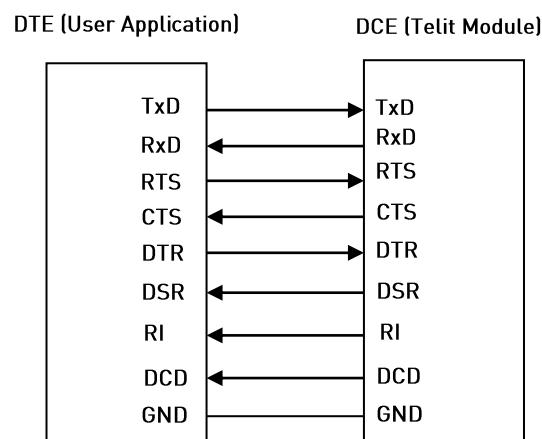 DTE (User Application) DCE (Telit Module)
TxD TxD
RxD RxD
RTS RTS
CTS CTS
DTR DTR
DSR DSR
RI RI
DCD DCD
GND GND